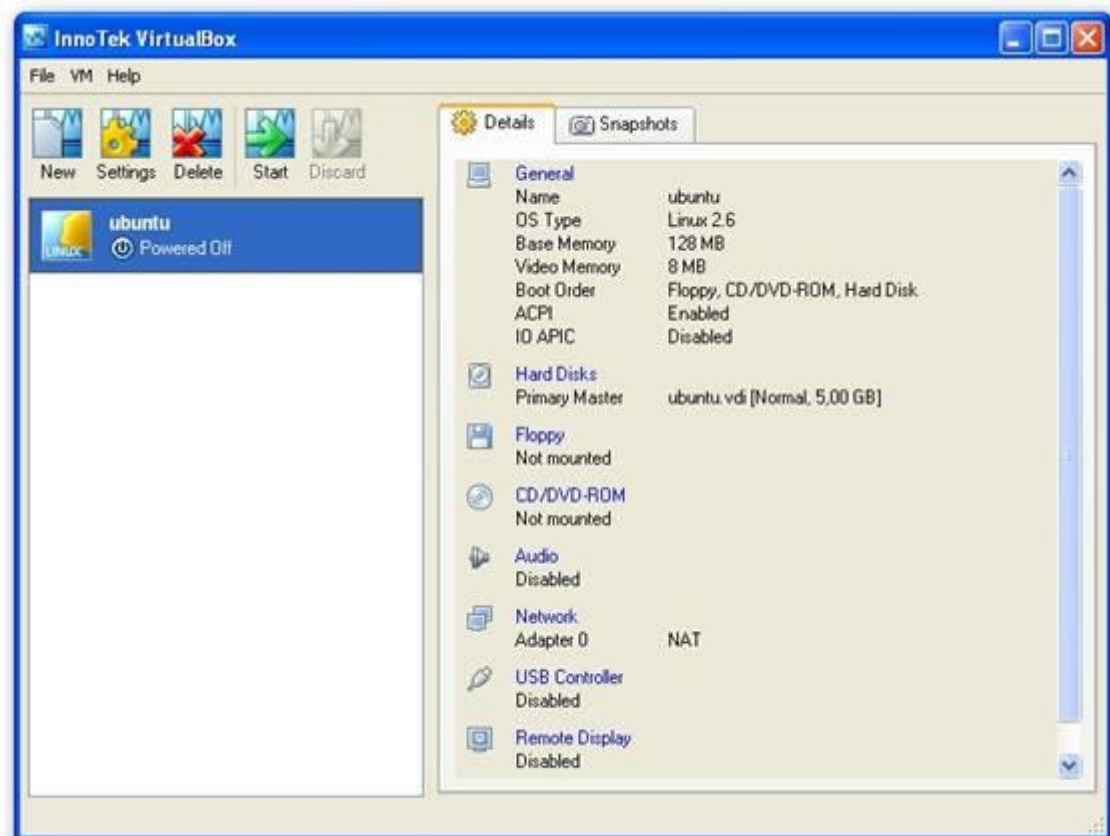 InnoTek VirtualBox
File VM Help
New Settings Delete Start Discard
ubuntu
Powered Off
LINUX
Details Snapshots
General
Name ubuntu
OS Type Linux 2.6
Base Memory 128 MB
Video Memory 8 MB
Boot Order Floppy, CD/DVD-ROM, Hard Disk
ACPI Enabled
IO APIC Disabled
Hard Disks
Primary Master ubuntu.vdi [Normal, 5,00 GB]
Floppy
Not mounted
CD/DVD-ROM
Not mounted
Audio
Disabled
Network
Adapter 0 NAT
USB Controller
Disabled
Remote Display
Disabled